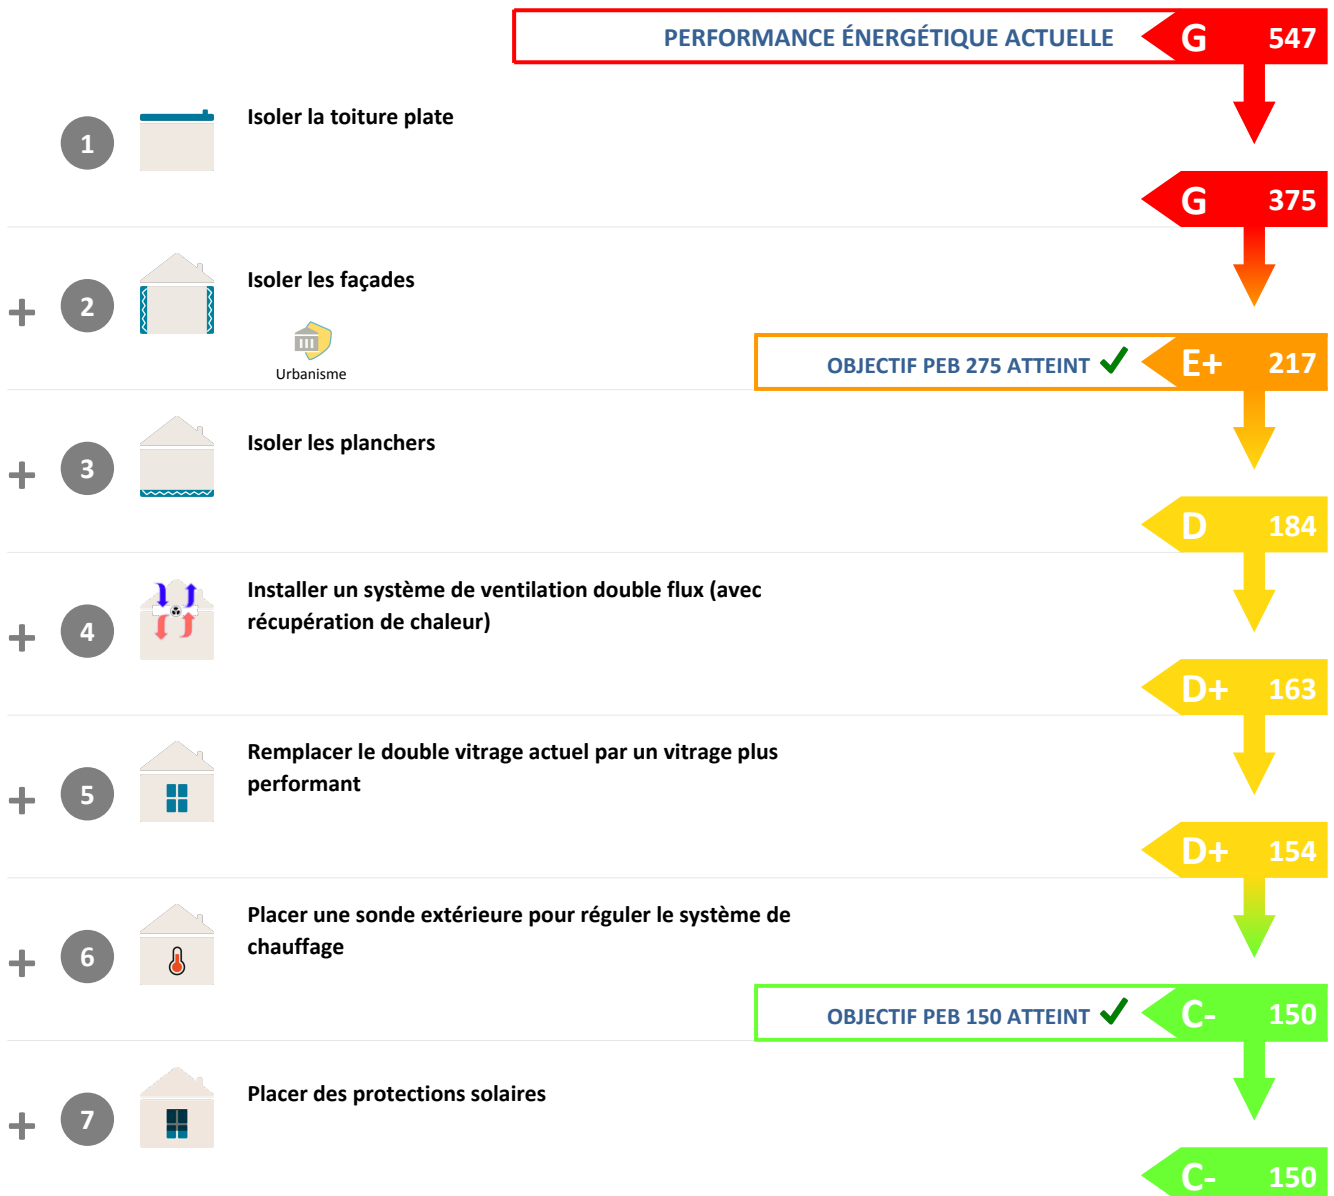 PERFORMANCE ÉNERGÉTIQUE ACTUELLE G 547
1 Isoler la toiture plate
G 375
+ 2 Isoler les façades
Urbanisme
OBJECTIF PEB 275 ATTEINT ✓ E+ 217
+ 3 Isoler les planchers
D 184
+ 4 Installer un système de ventilation double flux (avec
récupération de chaleur)
D+ 163
+ 5 Remplacer le double vitrage actuel par un vitrage plus
performant
D+ 154
+ 6 Placer une sonde extérieure pour réguler le système de
chauffage
OBJECTIF PEB 150 ATTEINT ✓ C- 150
+ 7 Placer des protections solaires
C- 150